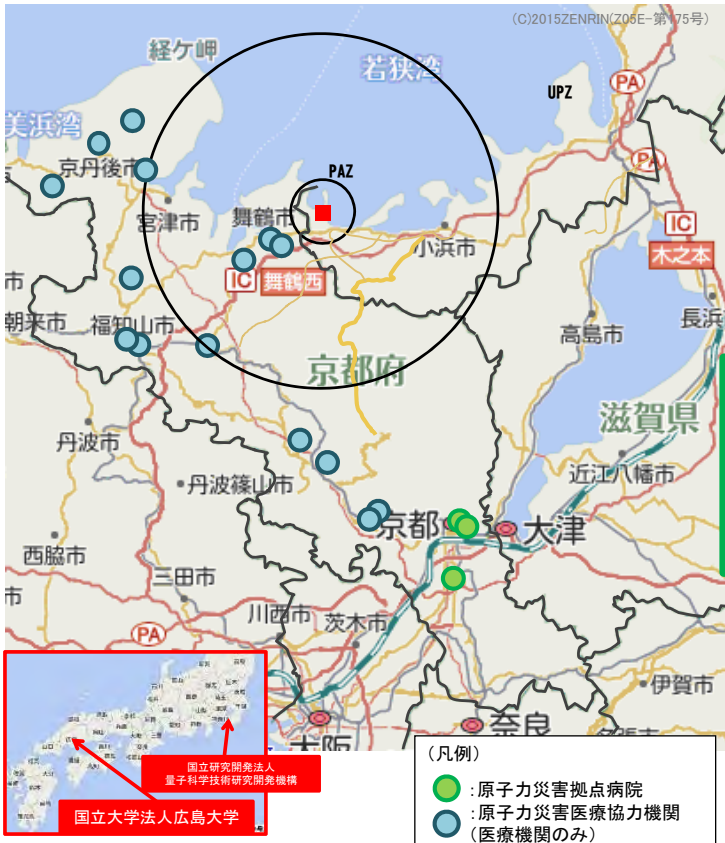 (C)2015ZENRIN(Z05E-第175号)
経ケ岬
若狭湾
UPZ
PA
美浜湾
PA
京丹後市
PAZ
宮津市
舞鶴市
小浜市
IC
木之本
IC
舞鶴西
市
朝来市
福知山市
高島市
長浜
京都府
滋賀県
丹波市
近江八幡市
丹波篠山市
京都
大津
西脇市
三田市
市
川西市
茨木市
PA
伊賀市
奈良
大阪
国立研究開発法人
量子科学技術研究開発機構
国立大学法人広島大学
(凡例)
:原子力災害拠点病院
:原子力災害医療協力機関
(医療機関のみ)